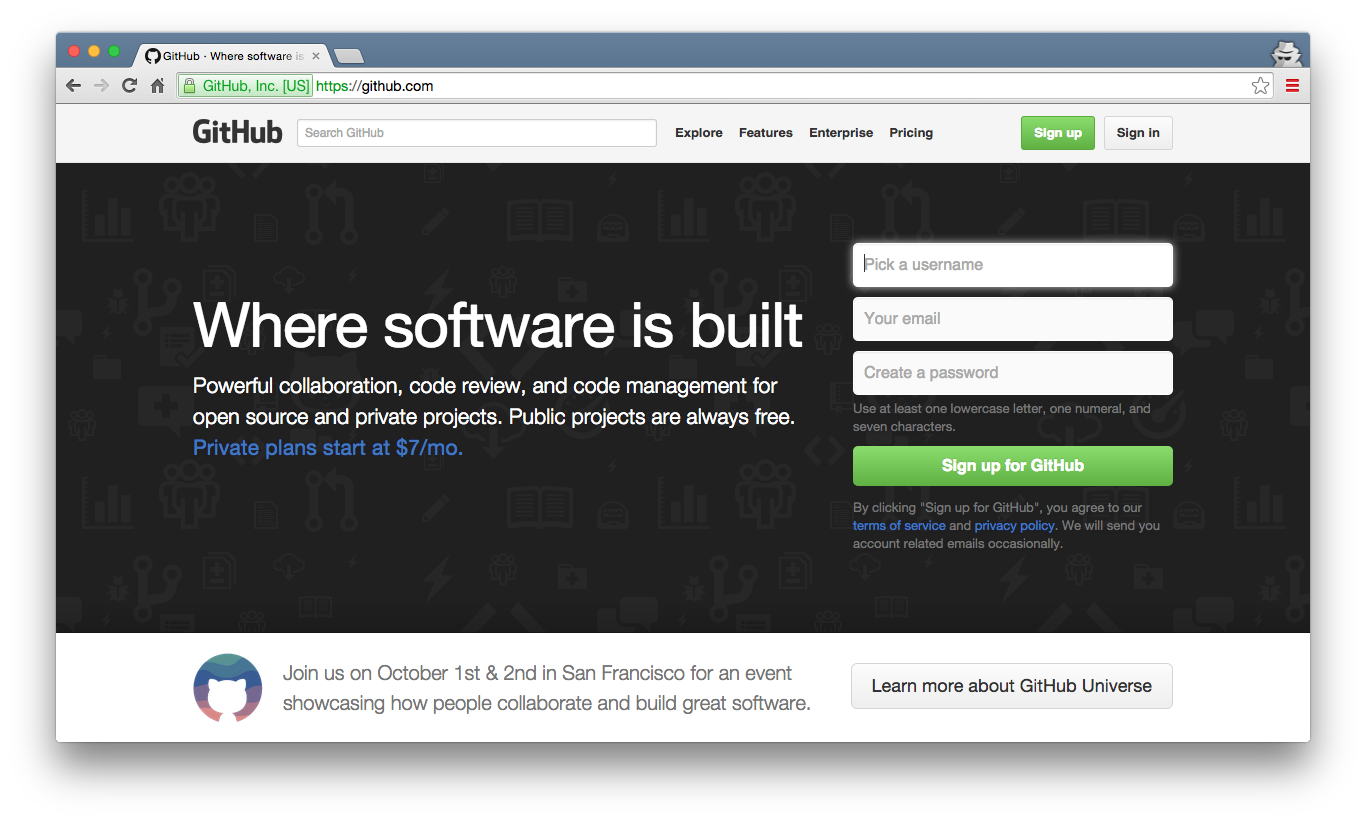 GitHub · Where software is
GitHub, Inc. [US] https://github.com
GitHub Search GitHub Explore Features Enterprise Pricing Sign up Sign in
Pick a username
Your email
Create a password
Use at least one lowercase letter, one numeral, and
seven characters.
Sign up for GitHub
By clicking "Sign up for GitHub", you agree to our
terms of service and privacy policy. We will send you
account related emails occasionally.
Where software is built
Powerful collaboration, code review, and code management for
open source and private projects. Public projects are always free.
Private plans start at $7/mo.
Join us on October 1st & 2nd in San Francisco for an event
showcasing how people collaborate and build great software.
Learn more about GitHub Universe